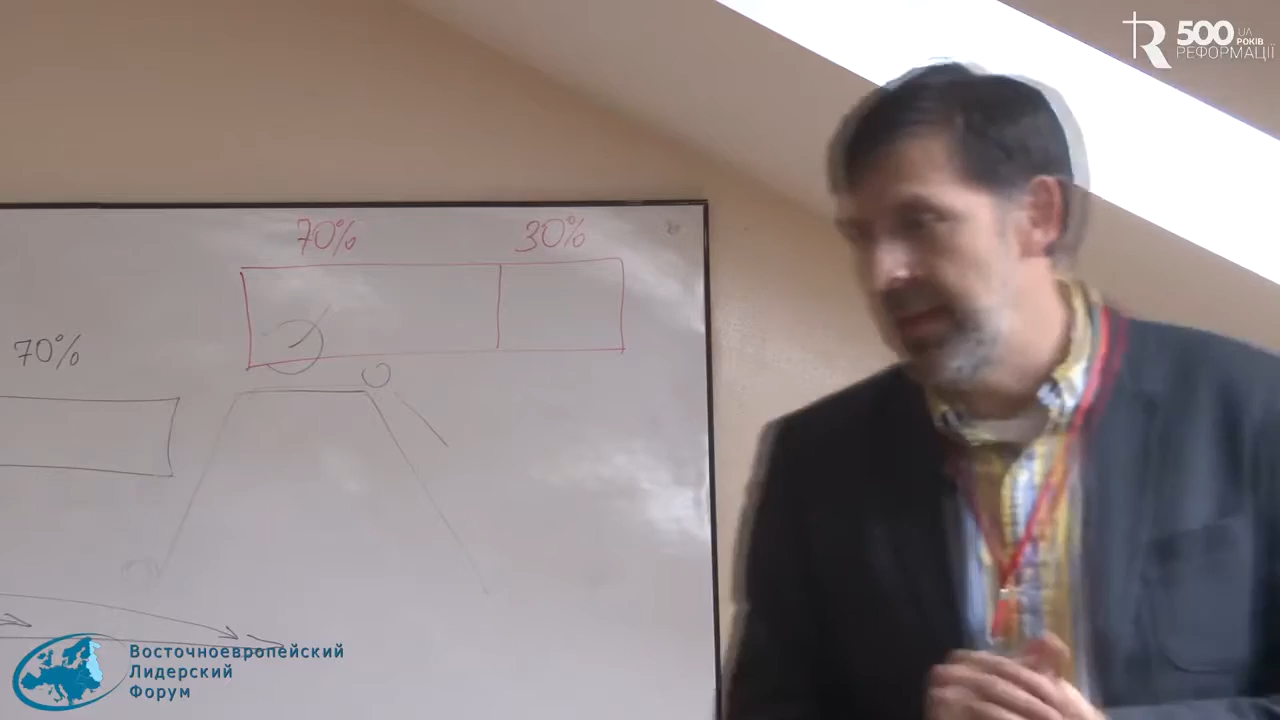 500 UA
РОКІВ
РЕФОРМАЦІЇ
70% 30%
70%
Восточноевропейский
Лидерский
Форум